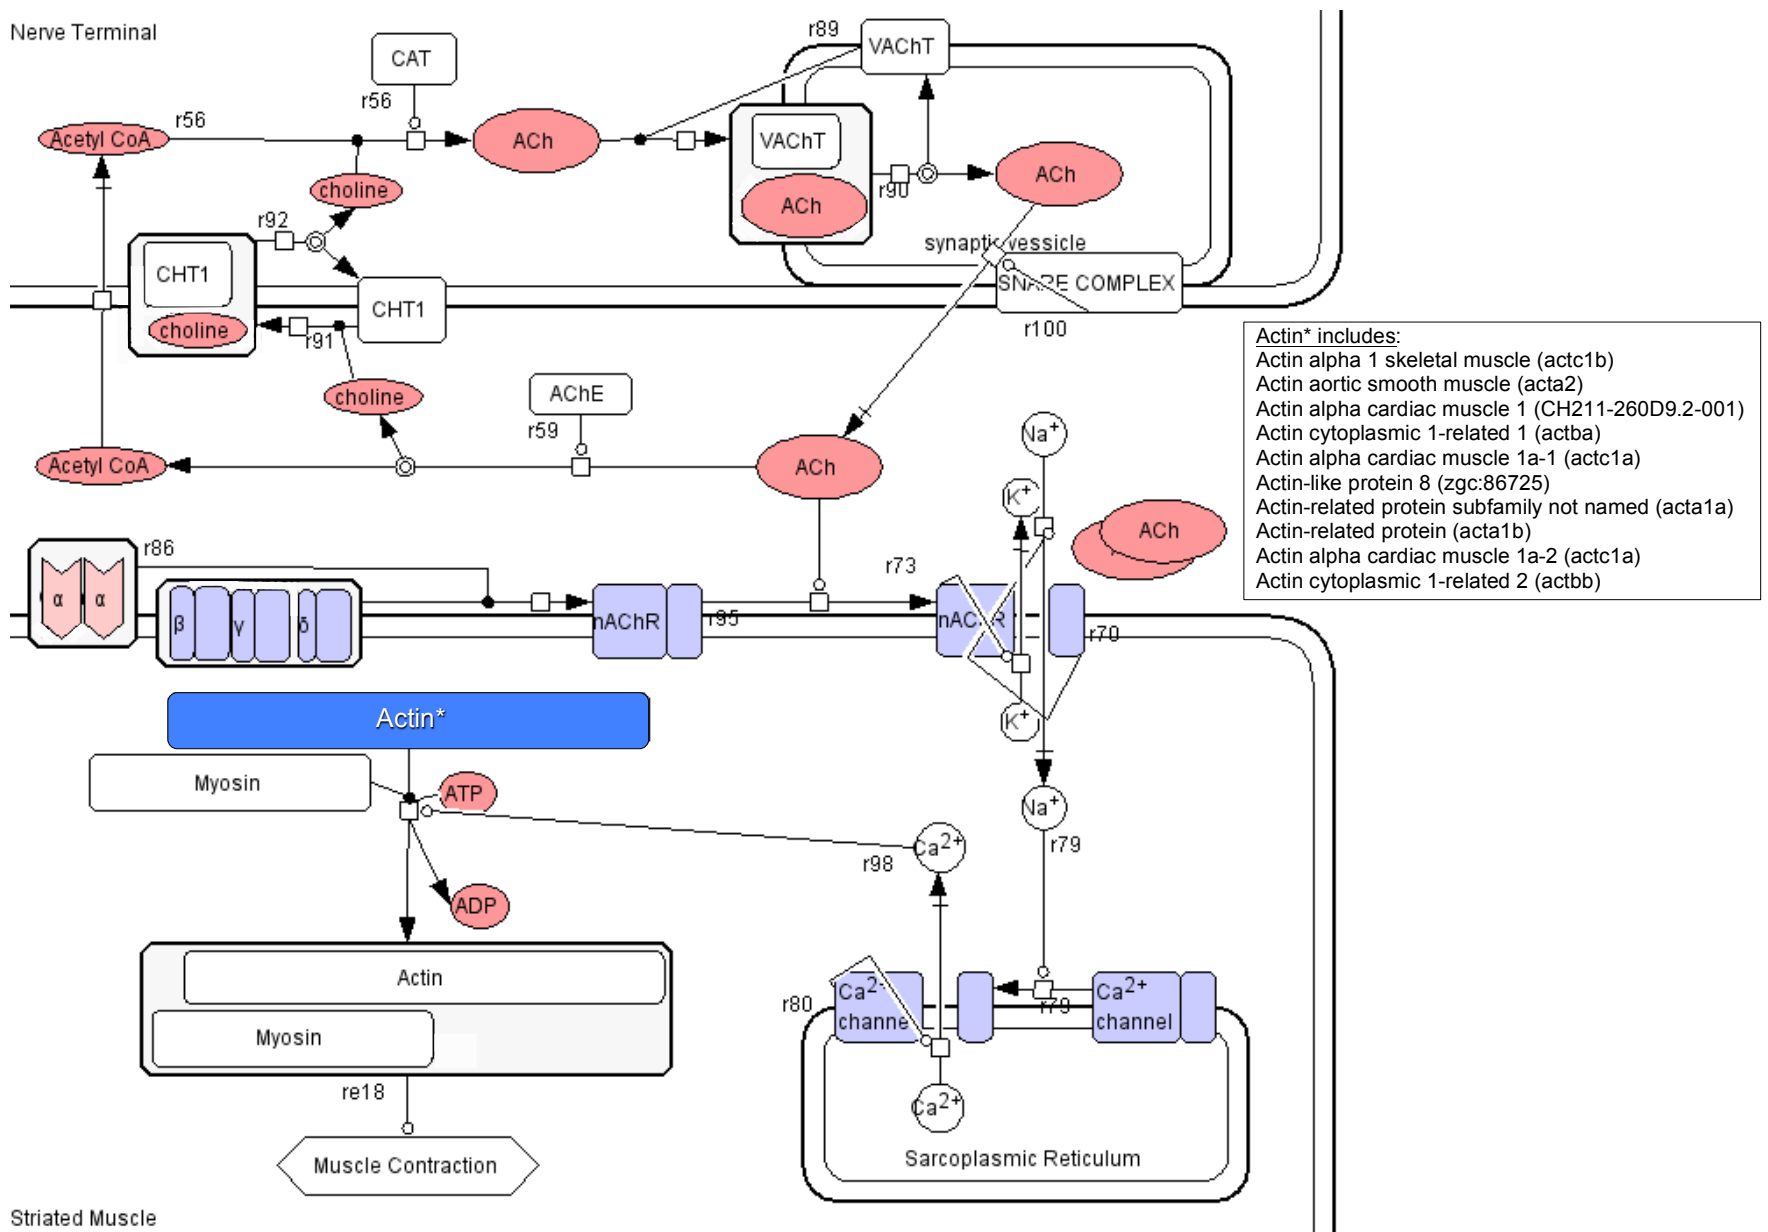 Nerve Terminal
CAT
r56
r56
Acetyl CoA
ACh
choline
r89
VAChT
VAChT
ACh
r90
ACh
synaptic vessicle
SNARE COMPLEX
r100
r92
CHT1
choline
CHT1
r91
choline
AChE
r59
Acetyl CoA
ACh
Na+
K+
ACh
Actin* includes:
Actin alpha 1 skeletal muscle (actc1b)
Actin aortic smooth muscle (acta2)
Actin alpha cardiac muscle 1 (CH211-260D9.2-001)
Actin cytoplasmic 1-related 1 (actba)
Actin alpha cardiac muscle 1a-1 (actc1a)
Actin-like protein 8 (zgc:86725)
Actin-related protein subfamily not named (acta1a)
Actin-related protein (acta1b)
Actin alpha cardiac muscle 1a-2 (actc1a)
Actin cytoplasmic 1-related 2 (actbb)
r86
α α
β γ δ
nAChR
r95
r73
nAChR
r70
K+
Na+
r79
Actin*
Myosin
ATP
r98
Ca2+
ADP
Actin
Myosin
re18
Muscle Contraction
r80
Ca2+
channel
r79
Ca2+
channel
Ca2+
Sarcoplasmic Reticulum
Striated Muscle